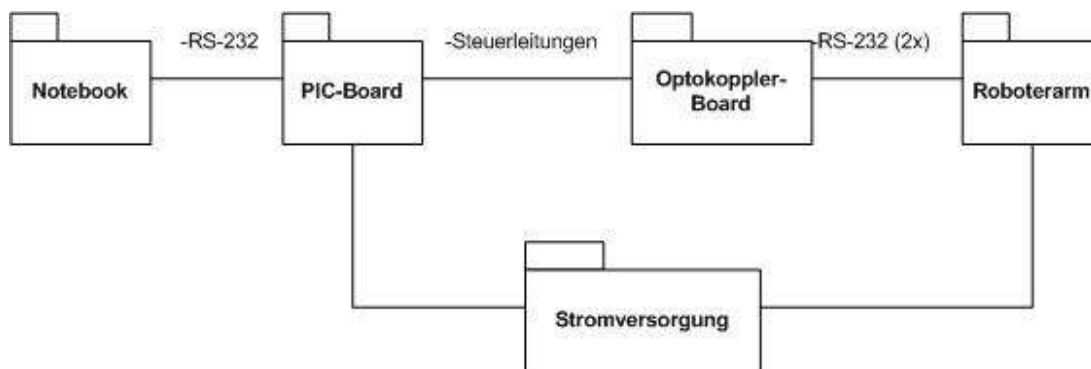 -RS-232
-Steuerleitungen
-RS-232 (2x)
Notebook
PIC-Board
Optokoppler-
Board
Roboterarm
Stromversorgung